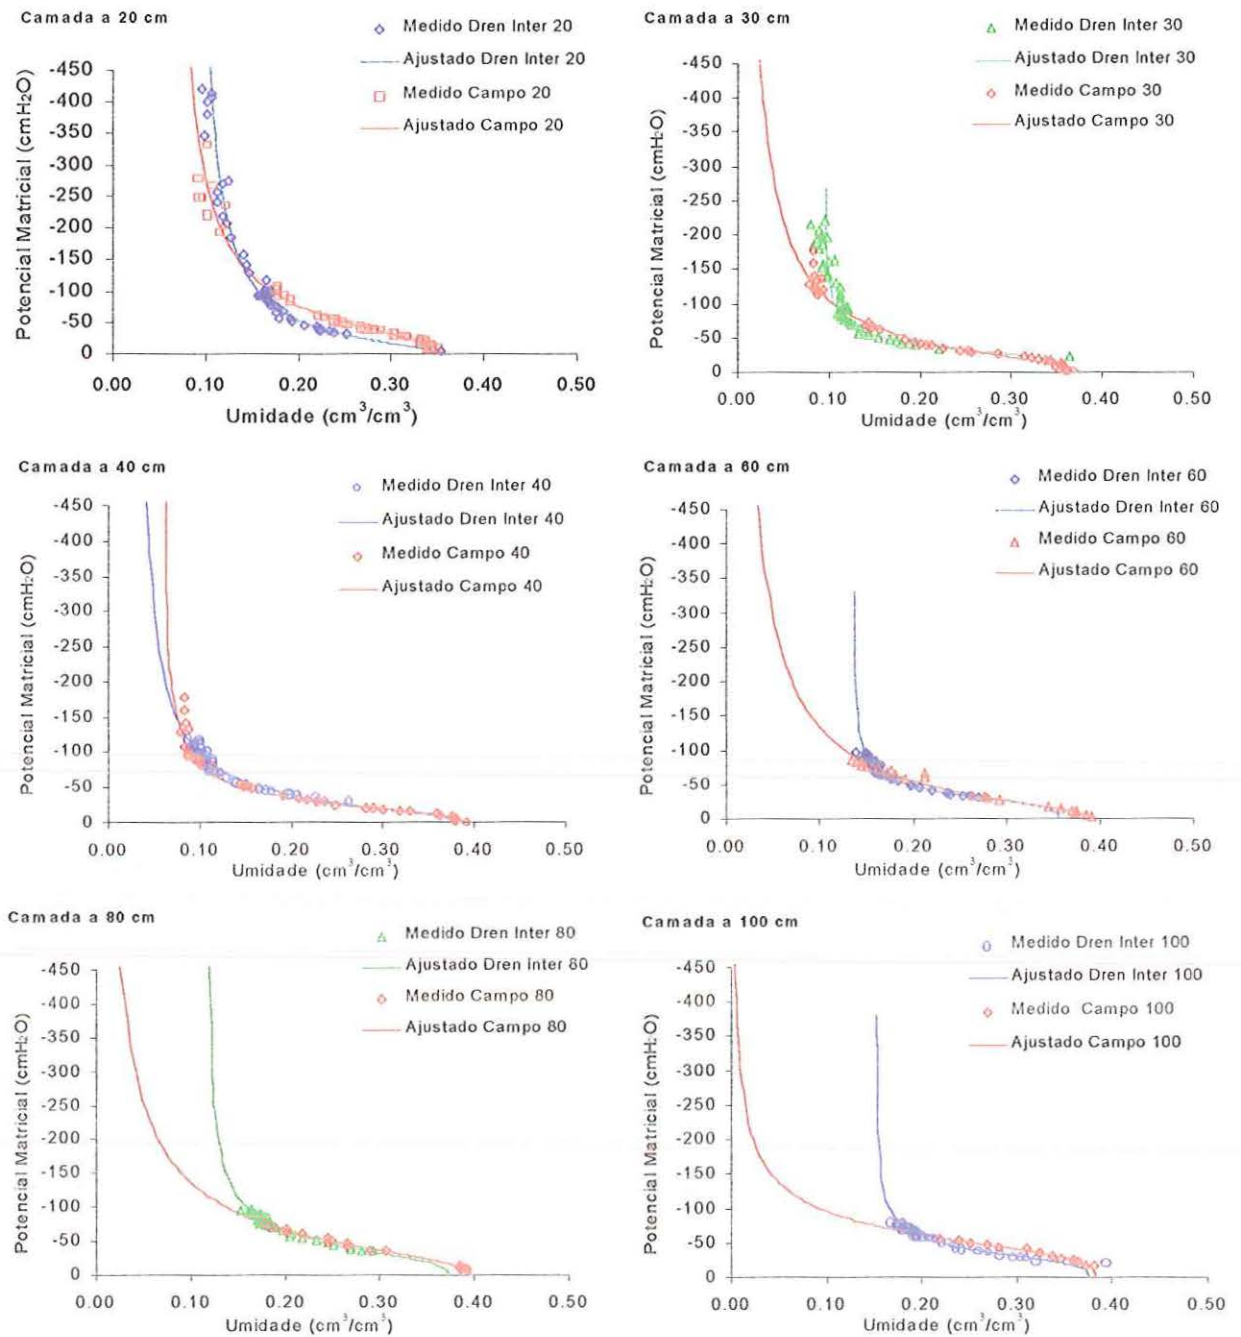 Camada a 20 cm
Medido Dren Inter 20
Ajustado Dren Inter 20
Medido Campo 20
Ajustado Campo 20
Potencial Matricial (cmH2O)
-450
-400
-350
-300
-250
-200
-150
-100
-50
0
0.00 0.10 0.20 0.30 0.40 0.50
Umidade (cm³/cm³)
Camada a 30 cm
Medido Dren Inter 30
Ajustado Dren Inter 30
Medido Campo 30
Ajustado Campo 30
Potencial Matricial (cmH2O)
-450
-400
-350
-300
-250
-200
-150
-100
-50
0
0.00 0.10 0.20 0.30 0.40 0.50
Umidade (cm³/cm³)
Camada a 40 cm
Medido Dren Inter 40
Ajustado Dren Inter 40
Medido Campo 40
Ajustado Campo 40
Potencial Matricial (cmH2O)
-450
-400
-350
-300
-250
-200
-150
-100
-50
0
0.00 0.10 0.20 0.30 0.40 0.50
Umidade (cm³/cm³)
Camada a 60 cm
Medido Dren Inter 60
Ajustado Dren Inter 60
Medido Campo 60
Ajustado Campo 60
Potencial Matricial (cmH2O)
-450
-400
-350
-300
-250
-200
-150
-100
-50
0
0.00 0.10 0.20 0.30 0.40 0.50
Umidade (cm³/cm³)
Camada a 80 cm
Medido Dren Inter 80
Ajustado Dren Inter 80
Medido Campo 80
Ajustado Campo 80
Potencial Matricial (cmH2O)
-450
-400
-350
-300
-250
-200
-150
-100
-50
0
0.00 0.10 0.20 0.30 0.40 0.50
Umidade (cm³/cm³)
Camada a 100 cm
Medido Dren Inter 100
Ajustado Dren Inter 100
Medido Campo 100
Ajustado Campo 100
Potencial Matricial (cmH2O)
-450
-400
-350
-300
-250
-200
-150
-100
-50
0
0.00 0.10 0.20 0.30 0.40 0.50
Umidade (cm³/cm³)